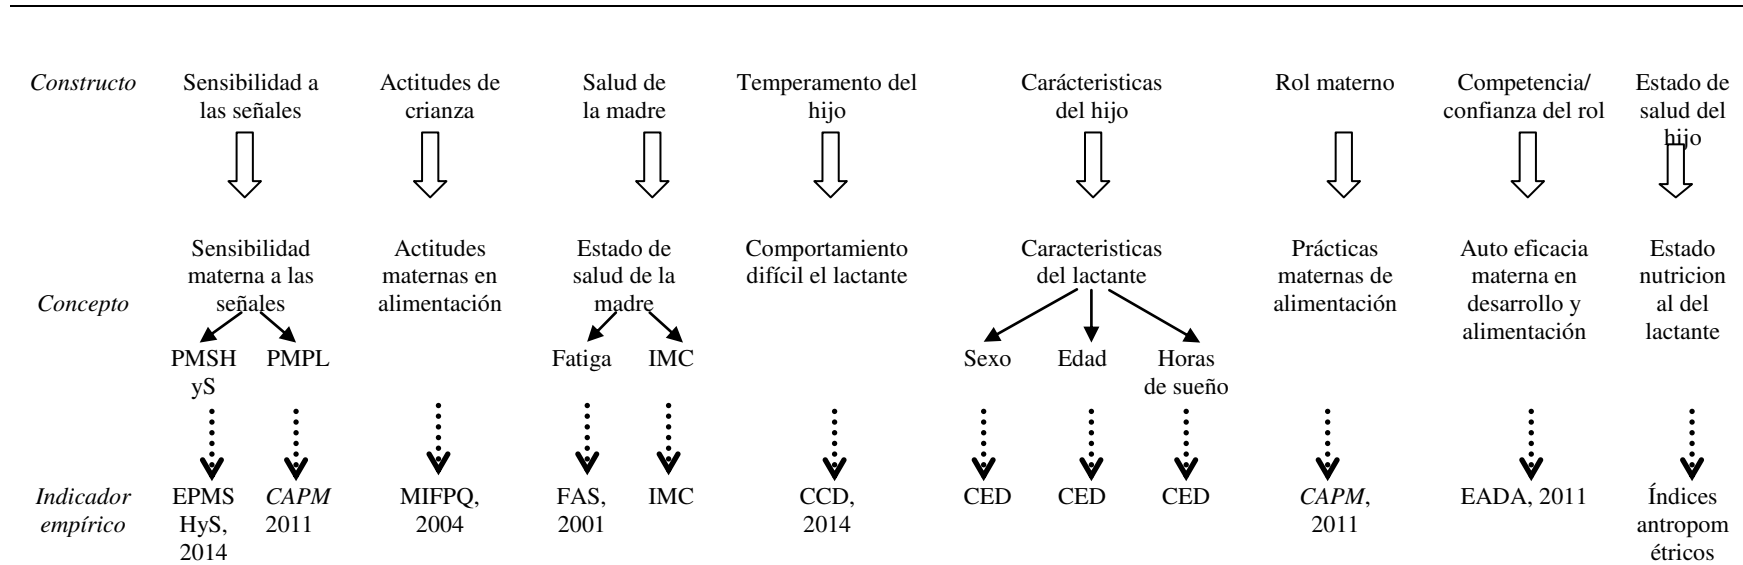 Constructo
Sensibilidad a
las señales
Actitudes de
crianza
Salud de
la madre
Temperamento del
hijo
Carácteristicas
del hijo
Rol materno
Competencia/
confianza del rol
Estado de
salud del
hijo
Concepto
Sensibilidad
materna a las
señales
Actitudes
maternas en
alimentación
Estado de
salud de la
madre
Comportamiento
difícil el lactante
Caracteristicas
del lactante
Prácticas
maternas de
alimentación
Auto eficacia
materna en
desarrollo y
alimentación
Estado
nutricion
al del
lactante
PMSH
yS
PMPL
Fatiga
IMC
Sexo
Edad
Horas
de sueño
Indicador
empírico
EPMS
HyS,
2014
CAPM
2011
MIFPQ,
2004
FAS,
2001
IMC
CCD,
2014
CED
CED
CED
CAPM,
2011
EADA, 2011
Índices
antropom
étricos